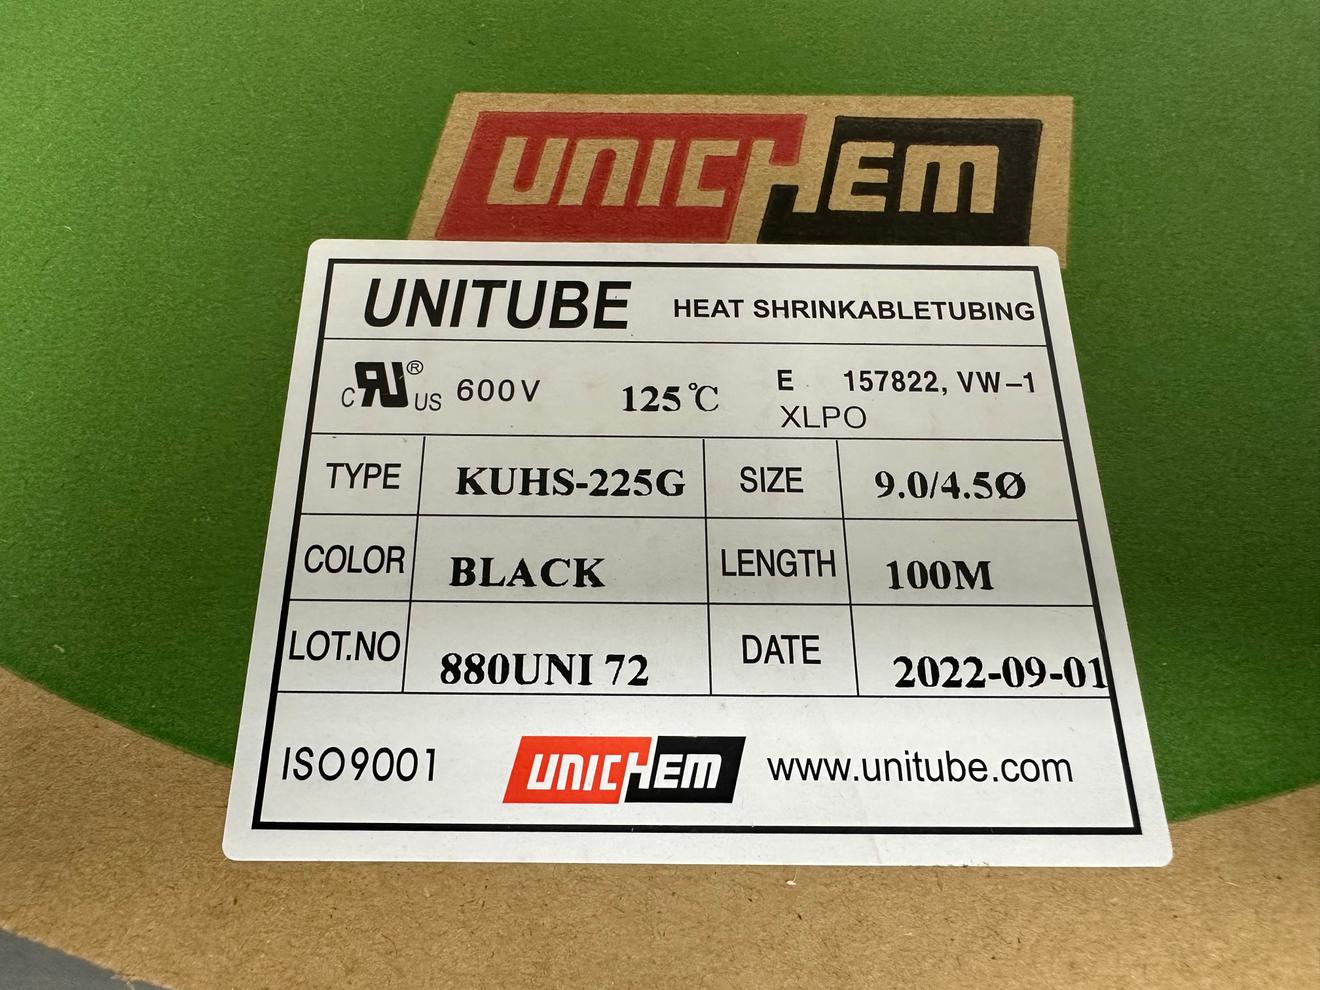 UNICHEM
UNITUBE HEAT SHRINKABLETUBING
C RU ® US 600V 125℃ E 157822, VW-1
XLPO
TYPE KUHS-225G SIZE 9.0/4.5Ø
COLOR BLACK LENGTH 100M
LOT.NO 880UNI 72 DATE 2022-09-01
ISO9001 UNICHEM www.unitube.com